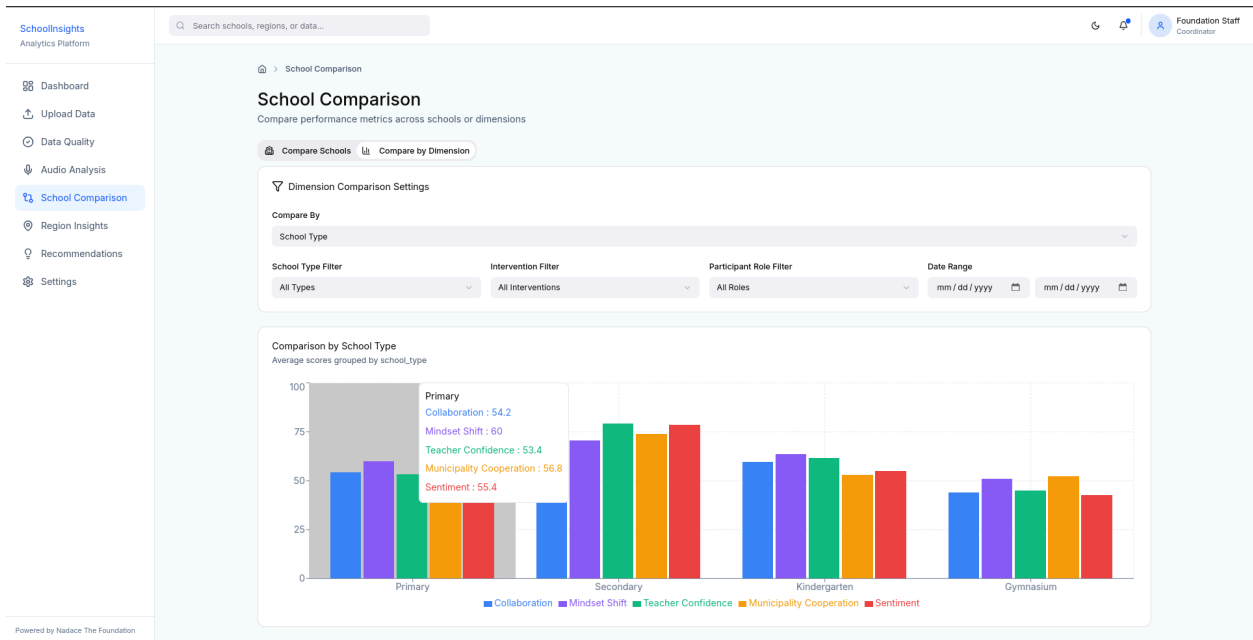 SchoolInsights
Analytics Platform
Dashboard
Upload Data
Data Quality
Audio Analysis
School Comparison
Region Insights
Recommendations
Settings
Powered by Nadace The Foundation
Search schools, regions, or data...
Foundation Staff
Coordinator
School Comparison
School Comparison
Compare performance metrics across schools or dimensions
Compare Schools Compare by Dimension
Dimension Comparison Settings
Compare By
School Type
School Type Filter Intervention Filter Participant Role Filter Date Range
All Types All Interventions All Roles mm / dd / yyyy mm / dd / yyyy
Comparison by School Type
Average scores grouped by school_type
100
75
50
25
0
Primary
Collaboration : 54.2
Mindset Shift : 60
Teacher Confidence : 53.4
Municipality Cooperation : 56.8
Sentiment : 55.4
Primary Secondary Kindergarten Gymnasium
Collaboration Mindset Shift Teacher Confidence Municipality Cooperation Sentiment